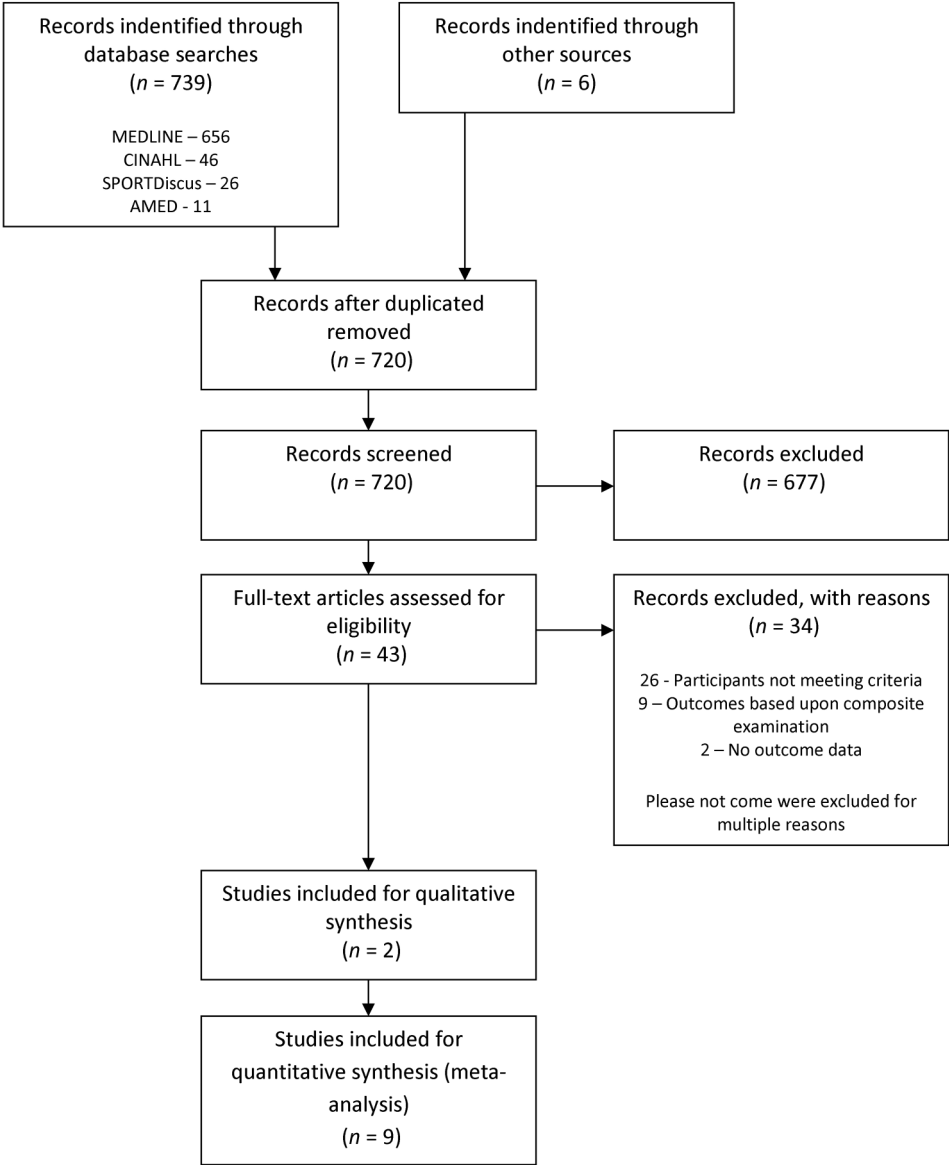 Records indentified through
database searches
(n = 739)
MEDLINE – 656
CINAHL – 46
SPORTDiscus – 26
AMED - 11
Records indentified through
other sources
(n = 6)
Records after duplicated
removed
(n = 720)
Records screened
(n = 720)
Records excluded
(n = 677)
Full-text articles assessed for
eligibility
(n = 43)
Records excluded, with reasons
(n = 34)
26 - Participants not meeting criteria
9 – Outcomes based upon composite
examination
2 – No outcome data
Please not come were excluded for
multiple reasons
Studies included for qualitative
synthesis
(n = 2)
Studies included for
quantitative synthesis (meta-
analysis)
(n = 9)